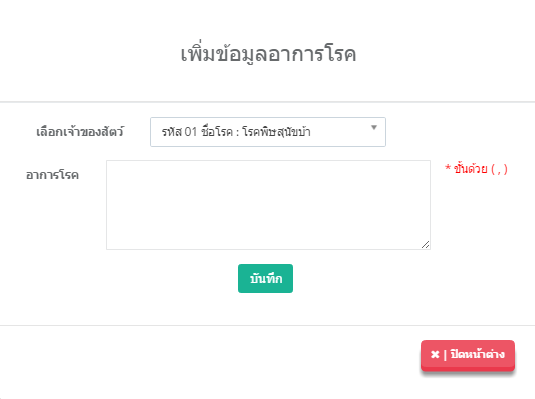 เพิ่มข้อมูลอาการโรค
เลือกเจ้าของสัตว์ รหัส 01 ชื่อโรค : โรคพิษสุนัขบ้า
อาการโรค * ขั้นด้วย ( , )
บันทึก
✖ | ปิดหน้าต่าง